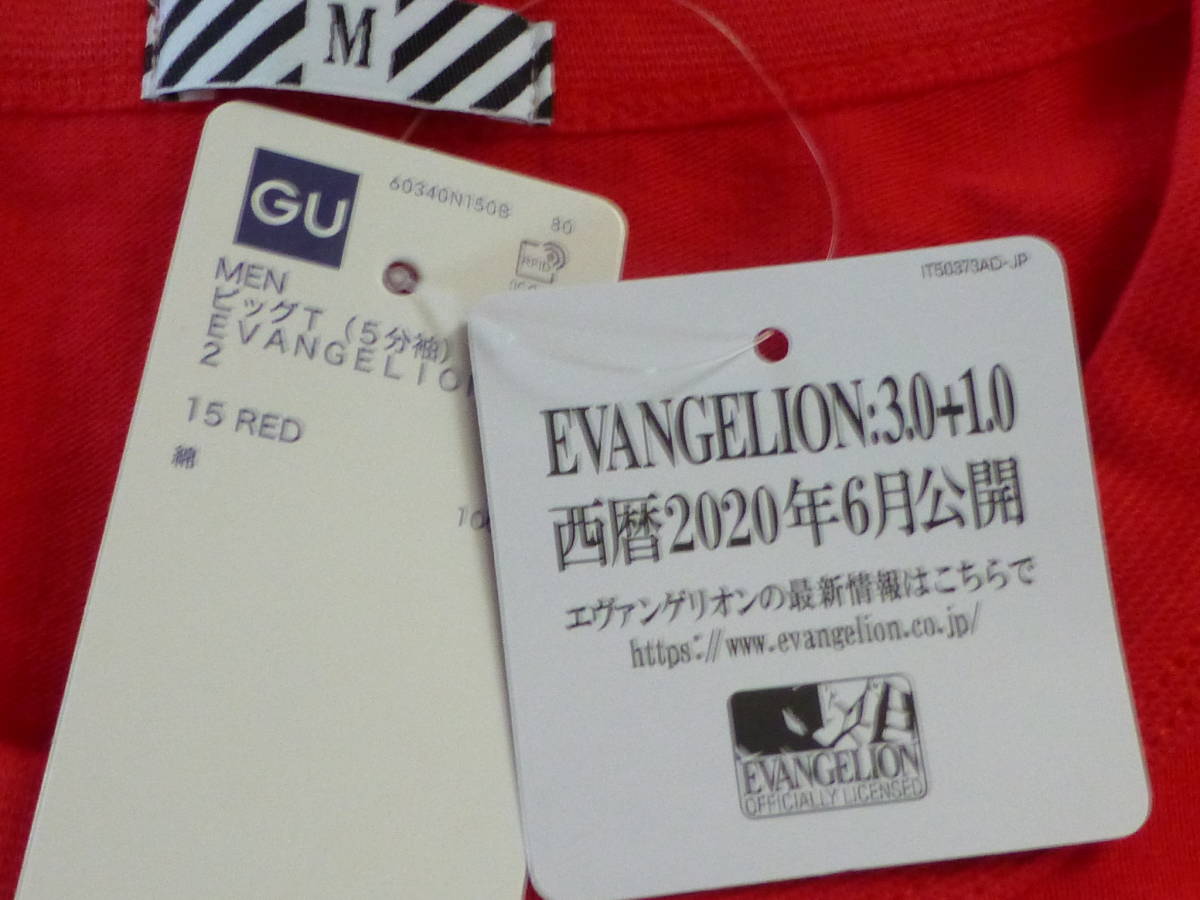 M
GU
60340N150B 80
RFID
MEN
ビッグT（5分袖）
EVANGELIO
2
15 RED
綿
IT50373AD-JP
EVANGELION:3.0+1.0
西暦2020年6月公開
エヴァンゲリオンの最新情報はこちらで
https://www.evangelion.co.jp/
EVANGELION
OFFICIALLY LICENSED